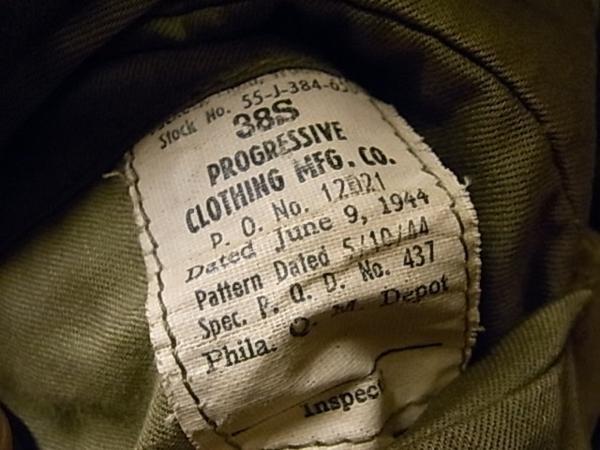 Stock No. 55-J-384-
38S
PROGRESSIVE
CLOTHING MFG. CO.
P. O. No. 12021
Dated June 9, 1944
Pattern Dated 5/10/44
Spec. P. Q. D. No. 437
Phila. Q. M. Depot
Inspec